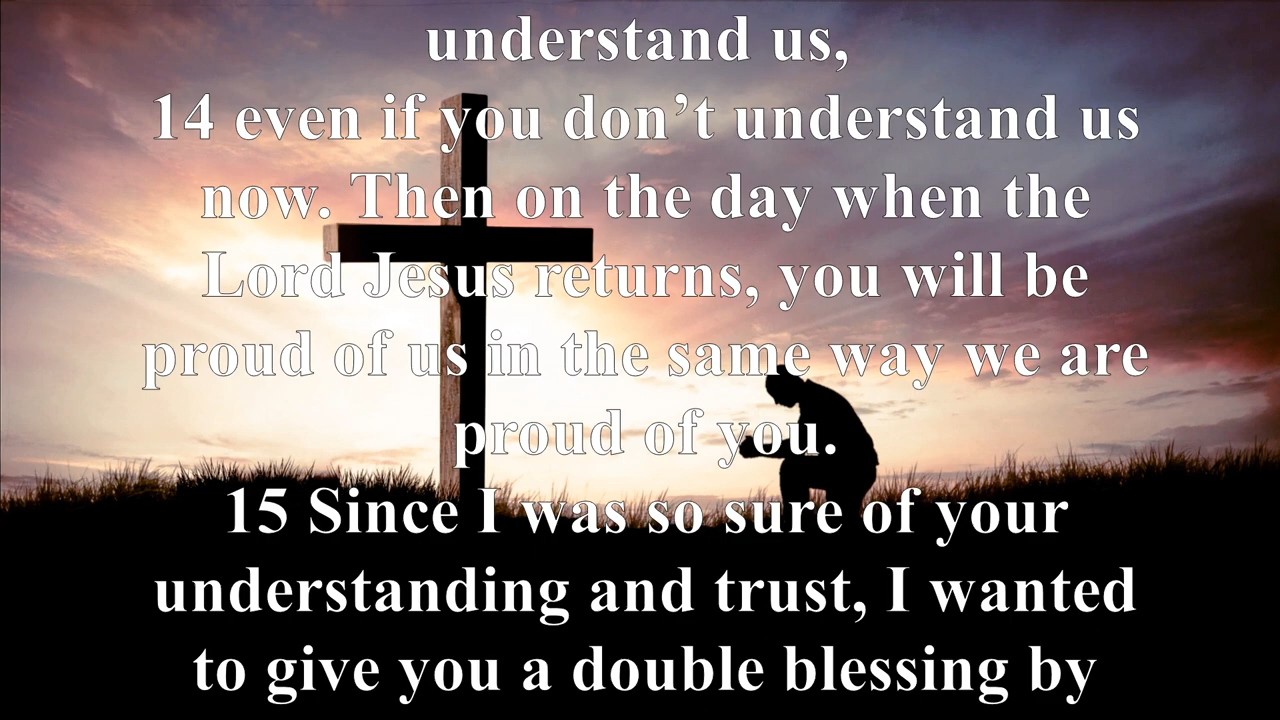 understand us,
14 even if you don’t understand us
now. Then on the day when the
Lord Jesus returns, you will be
proud of us in the same way we are
proud of you.
15 Since I was so sure of your
understanding and trust, I wanted
to give you a double blessing by